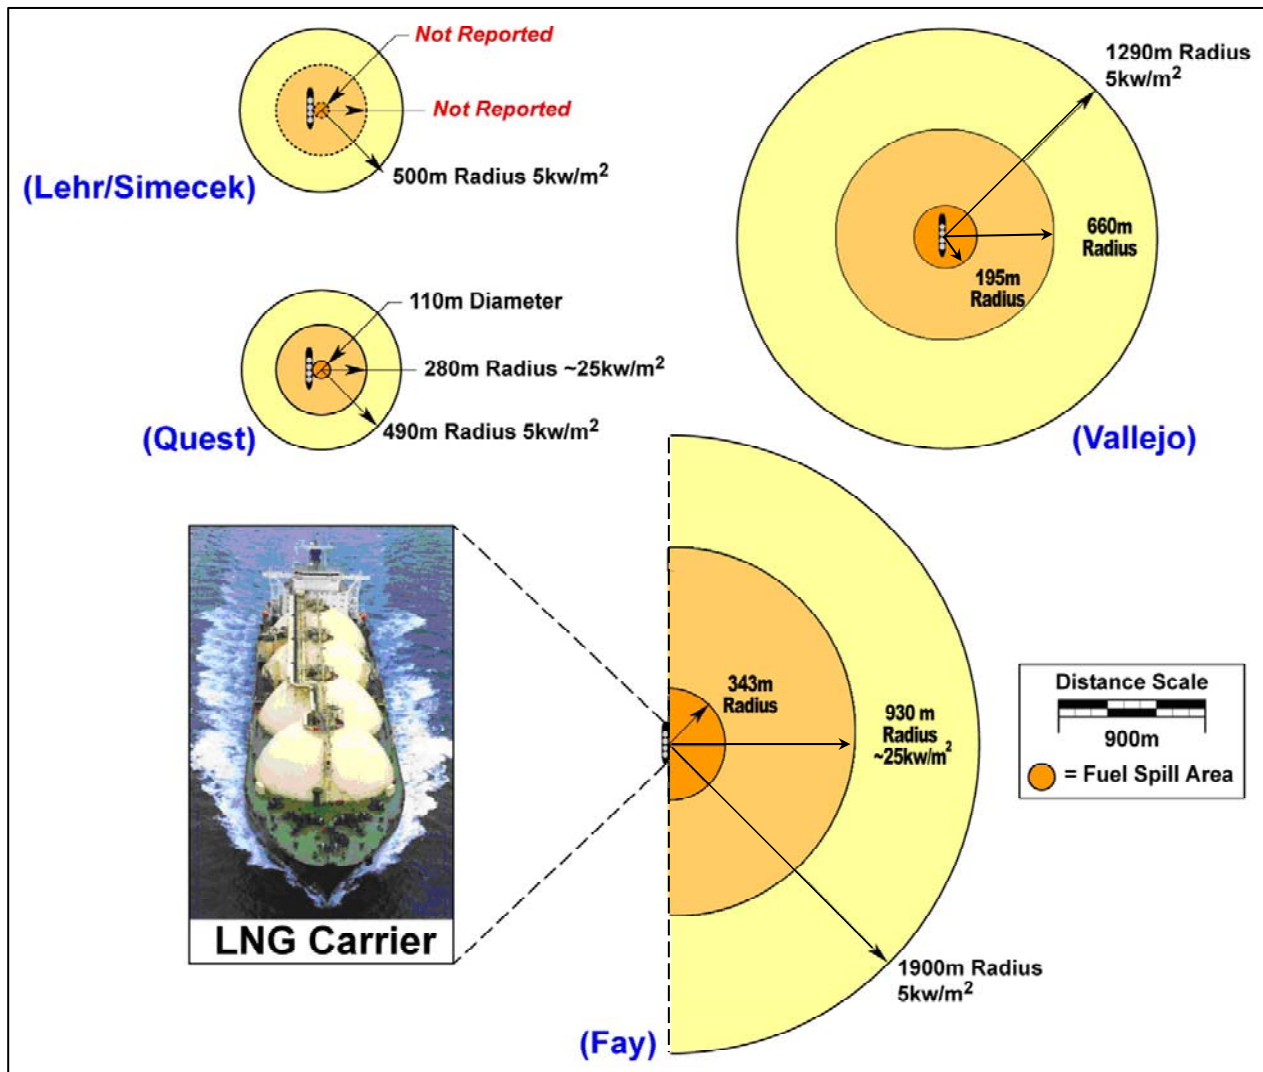 Not Reported
Not Reported
500m Radius 5kw/m²
(Lehr/Simecek)
1290m Radius
5kw/m²
660m
Radius
195m
Radius
(Vallejo)
110m Diameter
280m Radius ~25kw/m²
490m Radius 5kw/m²
(Quest)
LNG Carrier
343m
Radius
930 m
Radius
~25kw/m²
1900m Radius
5kw/m²
(Fay)
Distance Scale
900m
= Fuel Spill Area